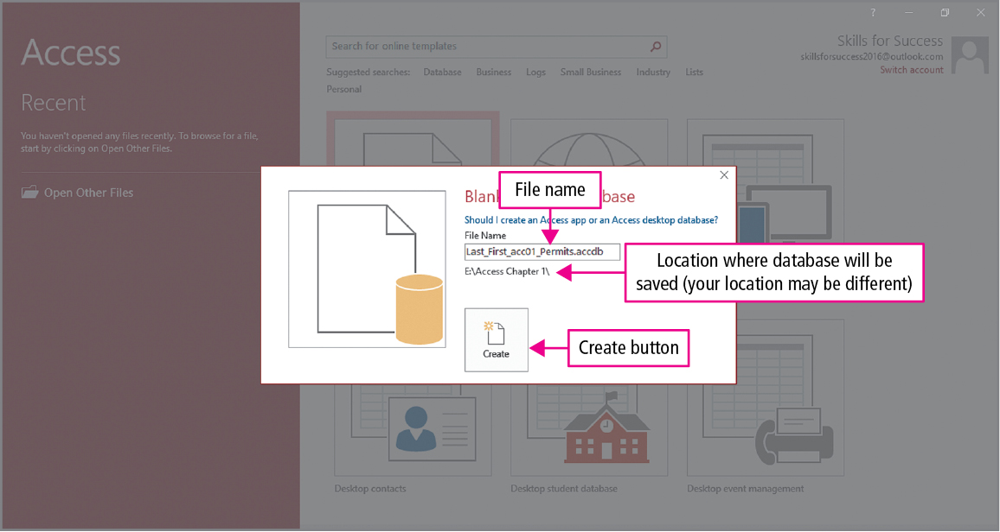 ?
Access
Search for online templates
Skills for Success
skillsforsuccess2016@outlook.com
Switch account
Suggested searches: Database Business Logs Small Business Industry Lists
Personal
Recent
You haven't opened any files recently. To browse for a file,
start by clicking on Open Other Files.
Open Other Files
File name
Should I create an Access app or an Access desktop database?
File Name
Last_First_acc01_Permits.accdb
E:\Access Chapter 1\
Location where database will be
saved (your location may be different)
Create
Create button
Desktop contacts
Desktop student database
Desktop event management